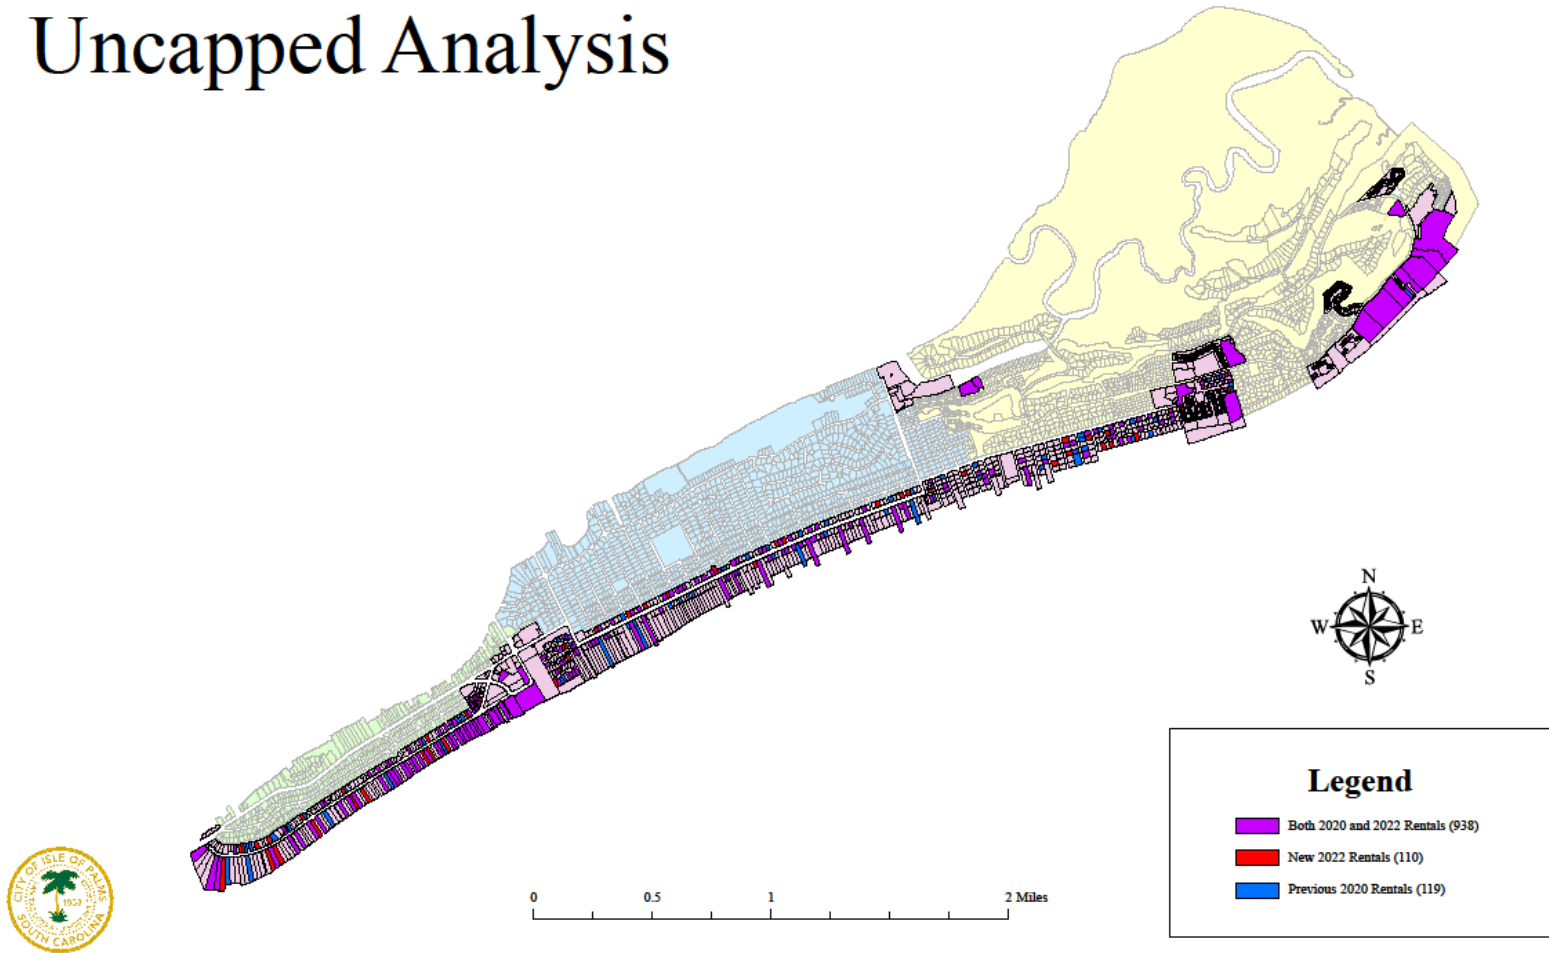 Uncapped Analysis
N
W E
S
Legend
Both 2020 and 2022 Rentals (938)
New 2022 Rentals (110)
Previous 2020 Rentals (119)
0 0.5 1 2 Miles
CITY OF ISLE OF PALMS
1953
SOUTH CAROLINA